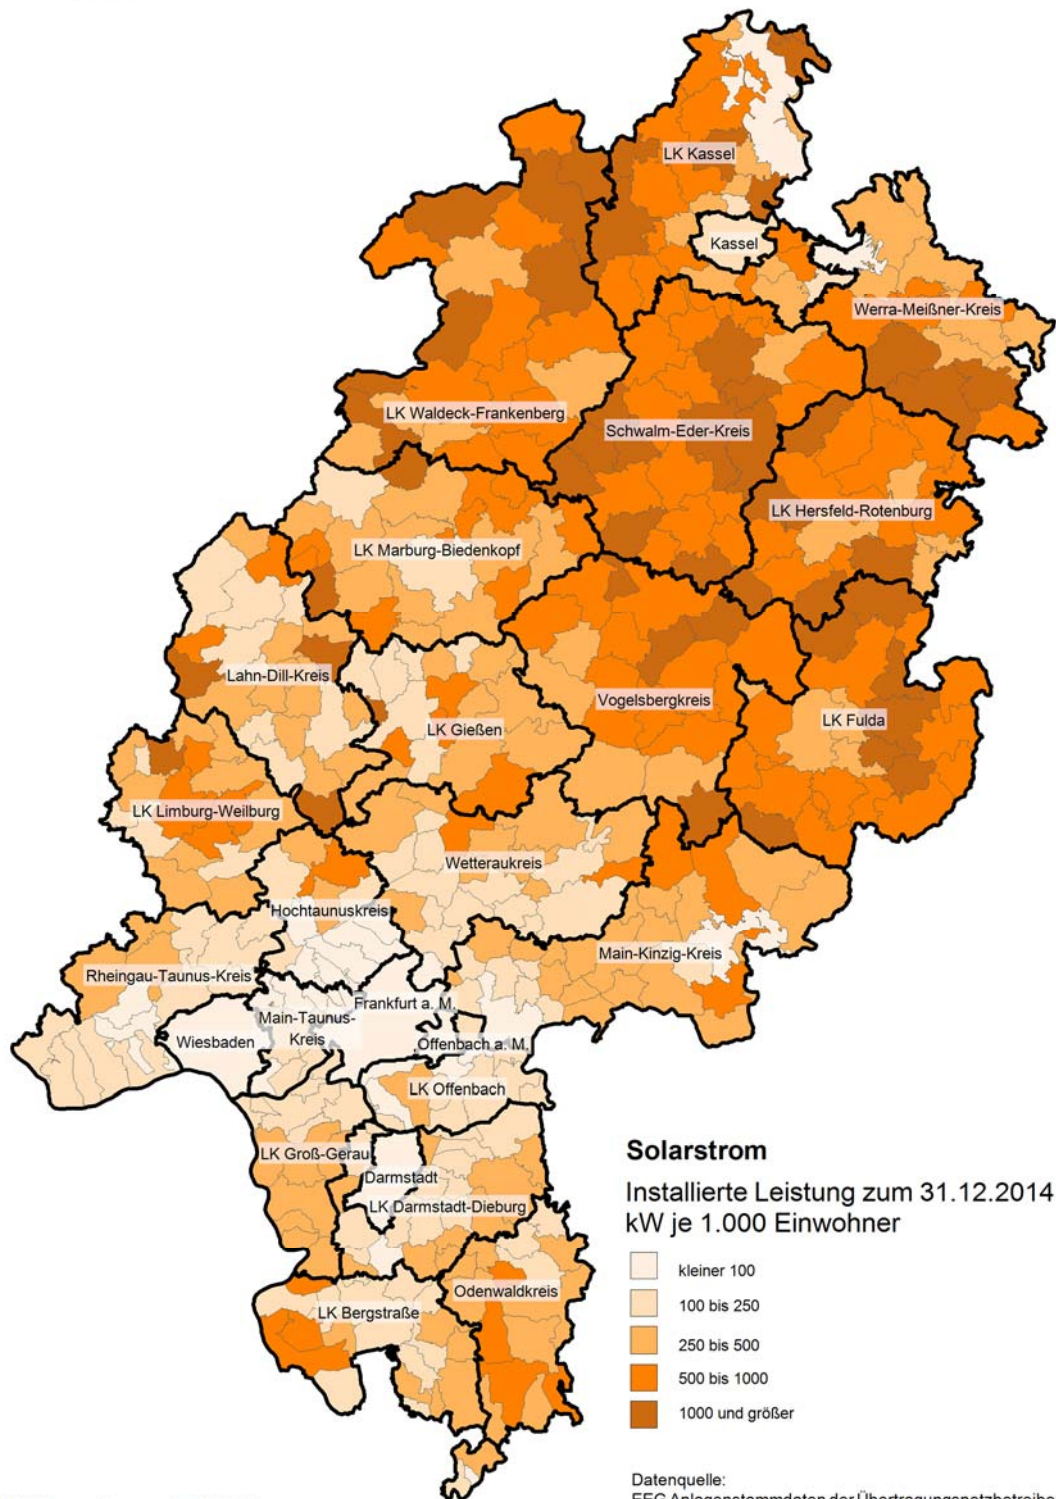 LK Kassel
Kassel
Werra-Meißner-Kreis
LK Waldeck-Frankenberg
Schwalm-Eder-Kreis
LK Hersfeld-Rotenburg
LK Marburg-Biedenkopf
Lahn-Dill-Kreis
Vogelsbergkreis
LK Fulda
LK Gießen
LK Limburg-Weilburg
Wetteraukreis
Hochtaunuskreis
Main-Kinzig-Kreis
Rheingau-Taunus-Kreis
Frankfurt a. M.
Main-Taunus-
Kreis
Wiesbaden
Offenbach a. M.
LK Offenbach
LK Groß-Gerau
Darmstadt
LK Darmstadt-Dieburg
Odenwaldkreis
LK Bergstraße
Solarstrom
Installierte Leistung zum 31.12.2014
kW je 1.000 Einwohner
kleiner 100
100 bis 250
250 bis 500
500 bis 1000
1000 und größer
Datenquelle: